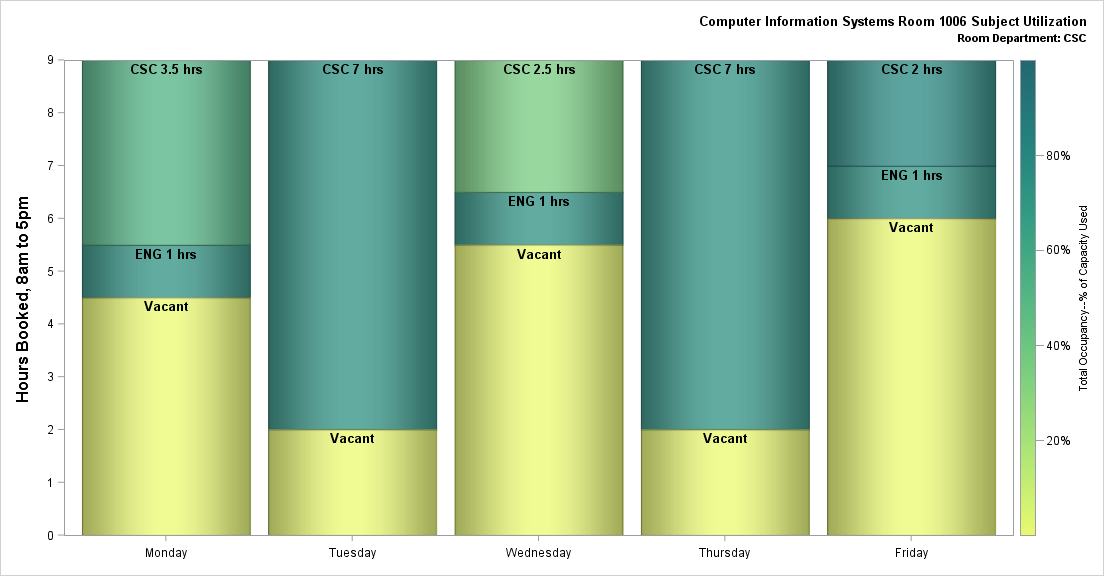 Computer Information Systems Room 1006 Subject Utilization
Room Department: CSC
Hours Booked, 8am to 5pm
9
8
7
6
5
4
3
2
1
0
CSC 3.5 hrs
ENG 1 hrs
Vacant
CSC 7 hrs
Vacant
CSC 2.5 hrs
ENG 1 hrs
Vacant
CSC 7 hrs
Vacant
CSC 2 hrs
ENG 1 hrs
Vacant
Monday
Tuesday
Wednesday
Thursday
Friday
80%
60%
40%
20%
Total Occupancy--% of Capacity Used